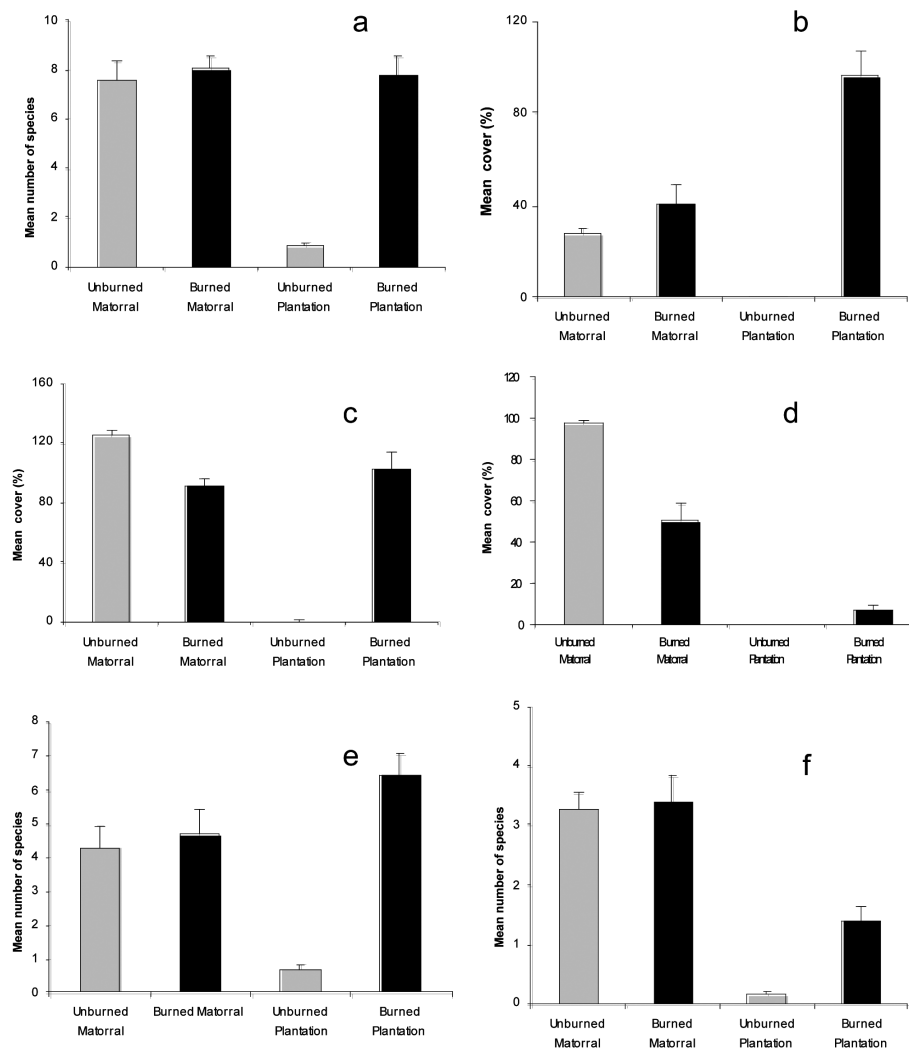 a
Mean number of species
10
8
6
4
2
0
Unburned Matorral
Burned Matorral
Unburned Plantation
Burned Plantation
b
Mean cover (%)
120
80
40
0
Unburned Matorral
Burned Matorral
Unburned Plantation
Burned Plantation
c
Mean cover (%)
160
120
80
40
0
Unburned Matorral
Burned Matorral
Unburned Plantation
Burned Plantation
d
Mean cover (%)
120
100
80
60
40
20
0
Unburned Matorral
Burned Matorral
Unburned Plantation
Burned Plantation
e
Mean number of species
8
7
6
5
4
3
2
1
0
Unburned Matorral
Burned Matorral
Unburned Plantation
Burned Plantation
f
Mean number of species
5
4
3
2
1
0
Unburned Matorral
Burned Matorral
Unburned Plantation
Burned Plantation